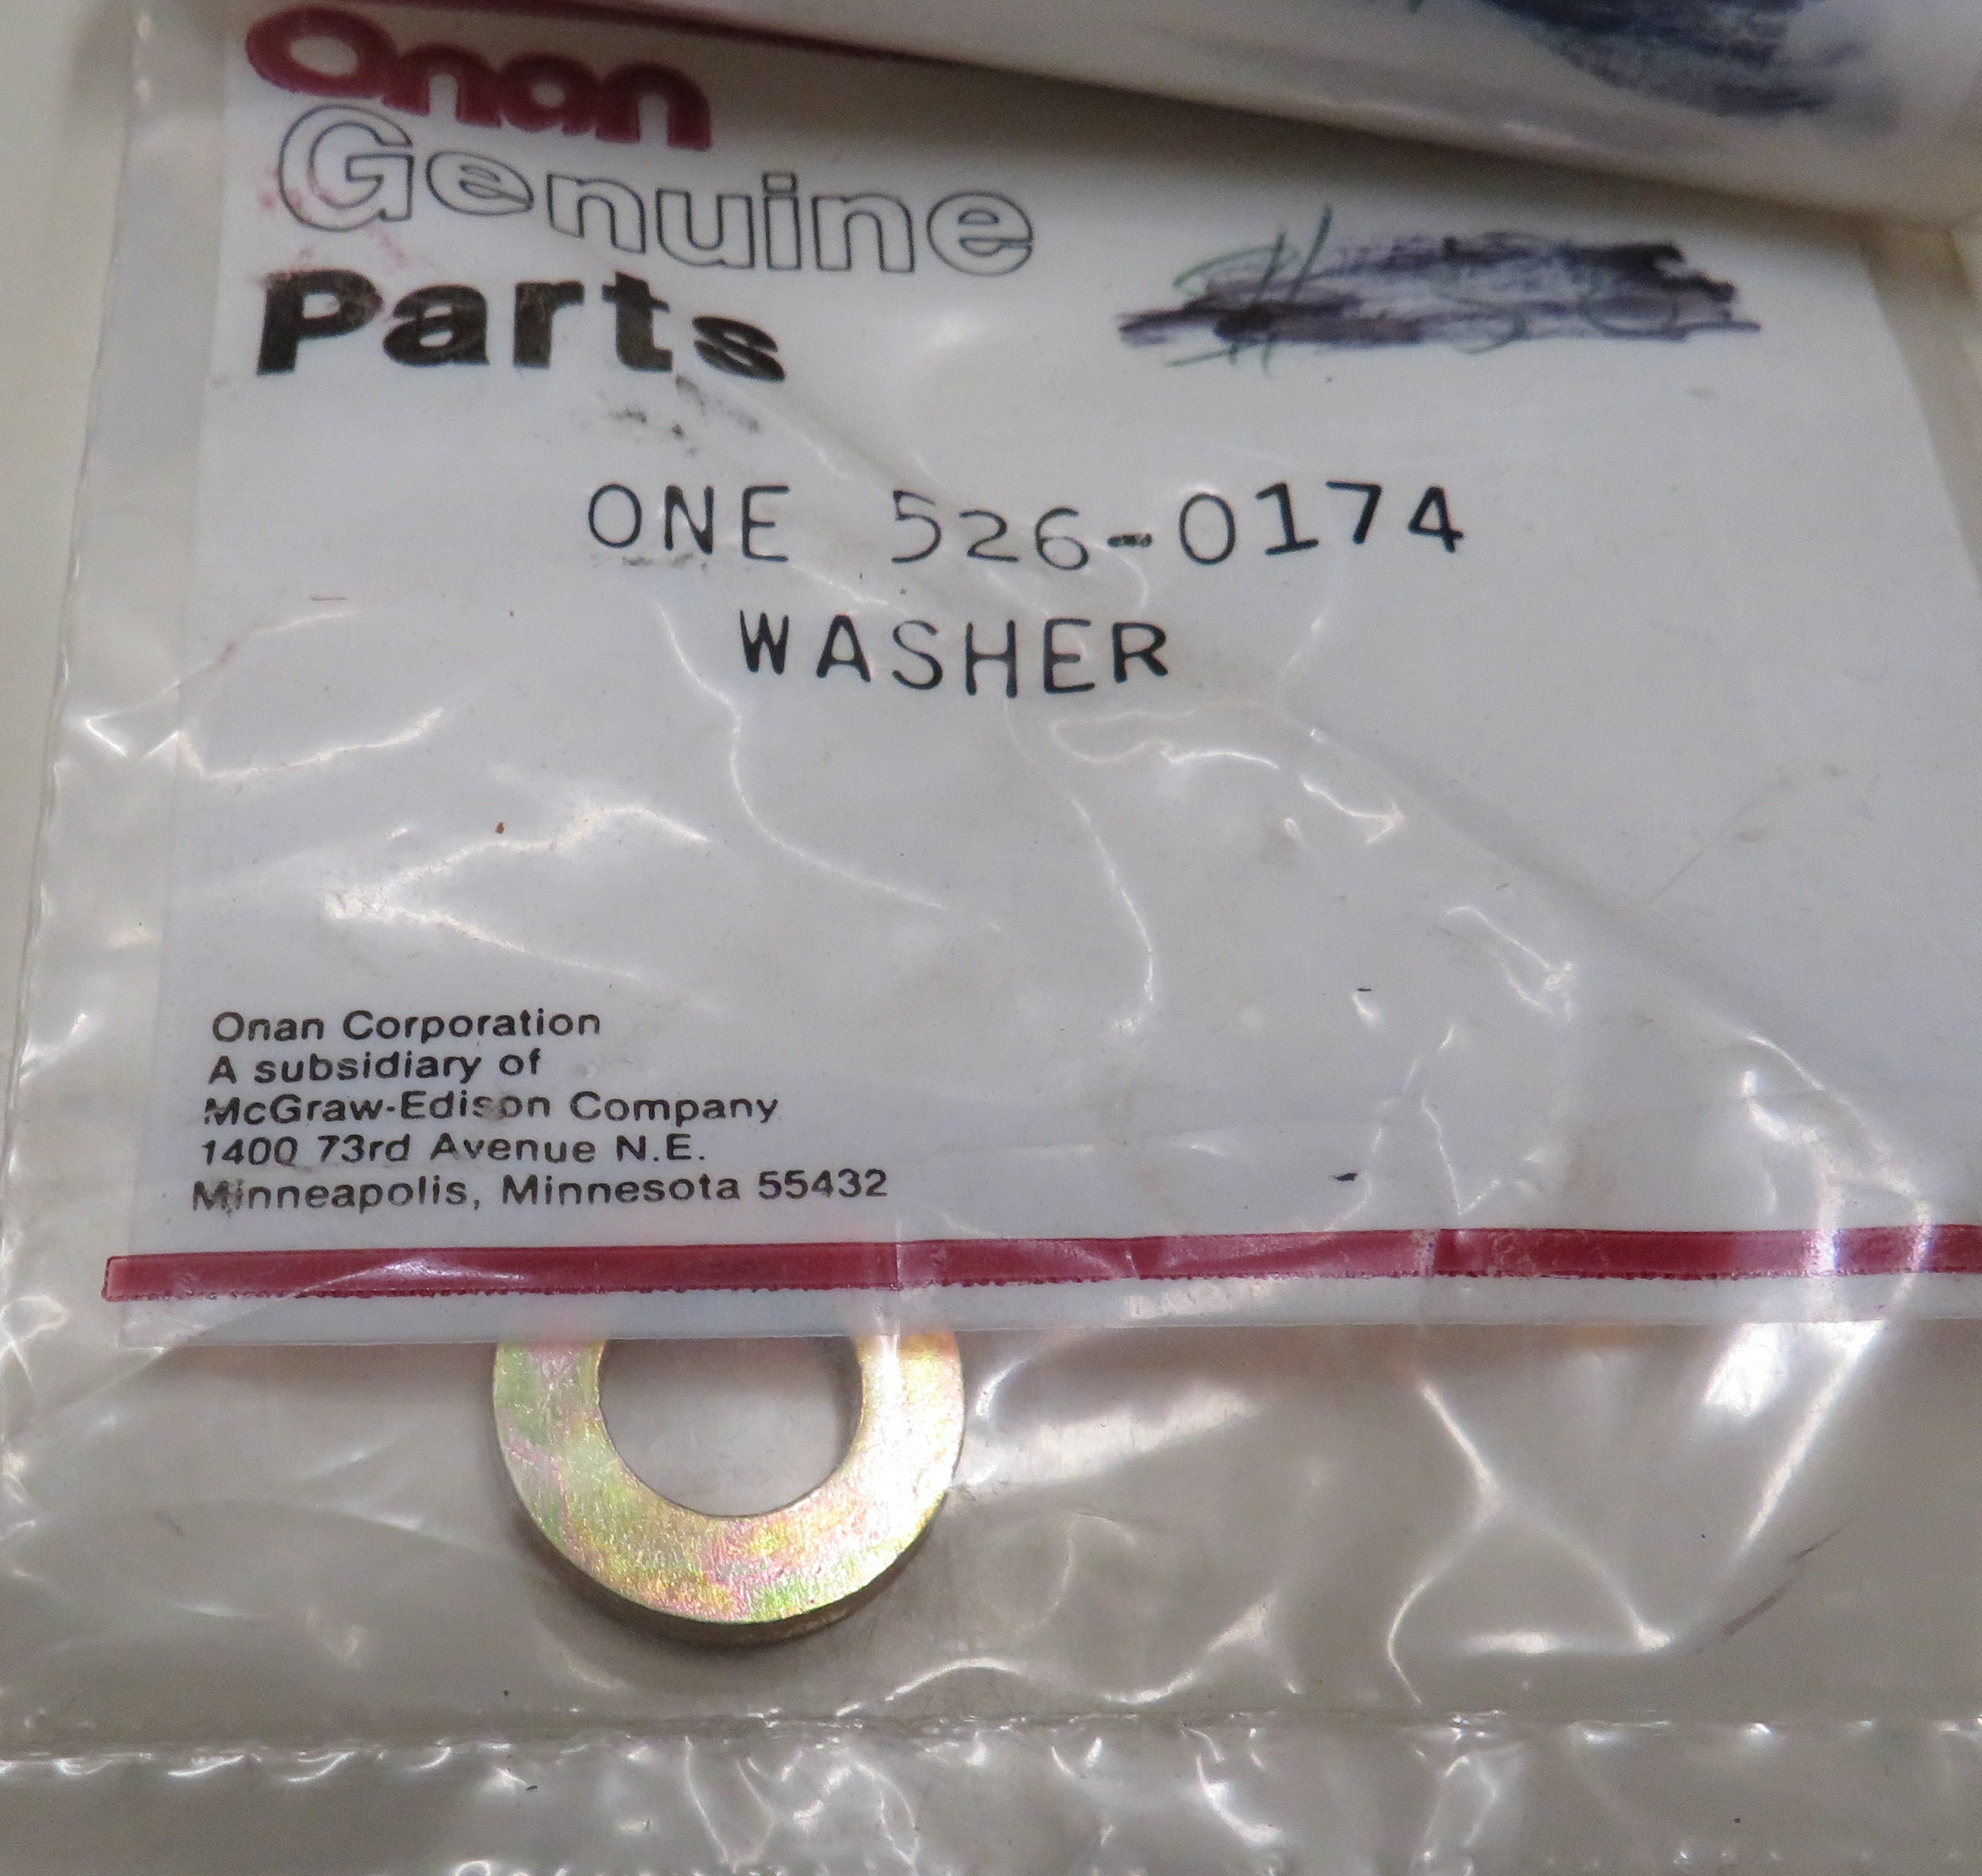 Onan
Genuine
Parts
ONE 526-0174
WASHER
Onan Corporation
A subsidiary of
McGraw-Edison Company
1400 73rd Avenue N.E.
Minneapolis, Minnesota 55432